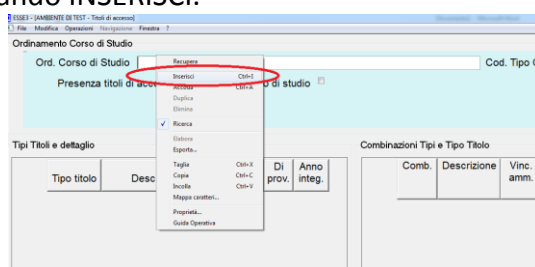 ando INSERISCI.
ESSE3 - [AMBIENTE DI TEST - Titoli di accesso]
File Modifica Operazioni Navigazione Finestra ?
Ordinamento Corso di Studio
Ord. Corso di Studio
Cod. Tipo
Presenza titoli di acce
o di studio
Recupera
Inserisci Ctrl+I
Accoda Ctrl+A
Duplica
Elimina
Ricerca
Elabora
Esporta...
Taglia Ctrl-X
Copia Ctrl-C
Incolla Ctrl-V
Mappa caratteri...
Proprietà...
Guida Operativa
Tipi Titoli e dettaglio
Combinazioni Tipi e Tipo Titolo
Tipo titolo Desc Di prov. Anno integ.
Comb. Descrizione Vinc. amm.